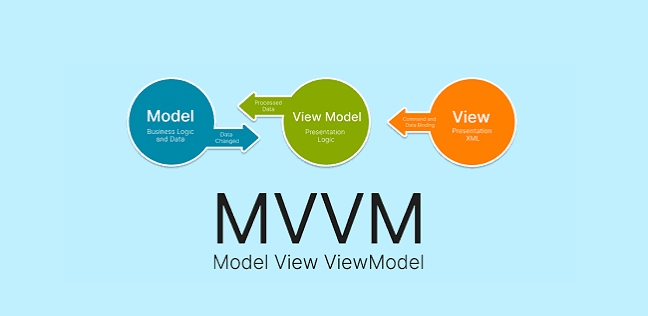 Model
Business Logic
and Data
Data
Changed
Processed
Data
View Model
Presentation
Logic
Command and
Data Binding
View
Presentation
XML
MVVM
Model View ViewModel